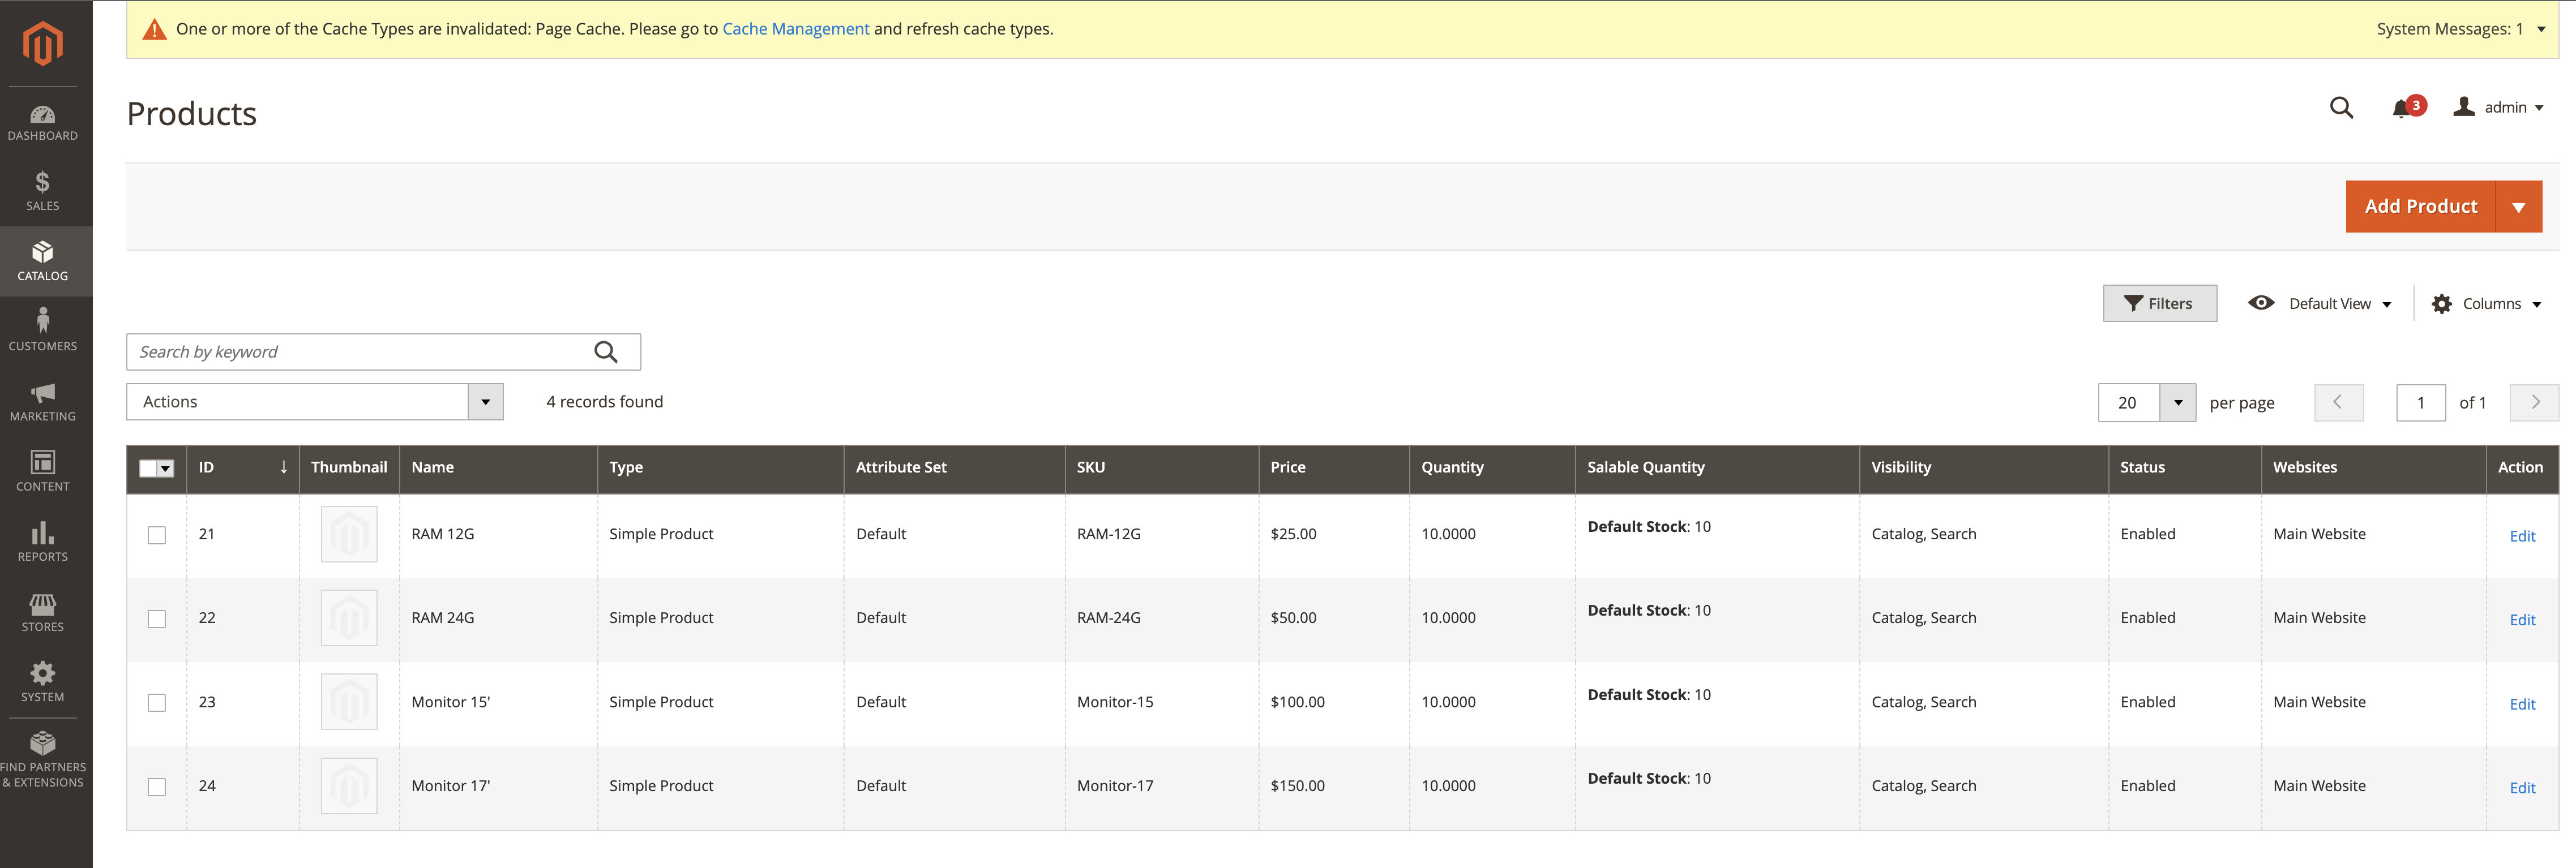 One or more of the Cache Types are invalidated: Page Cache. Please go to Cache Management and refresh cache types.
System Messages: 1
Products
3
admin
DASHBOARD
SALES
CATALOG
CUSTOMERS
MARKETING
CONTENT
REPORTS
STORES
SYSTEM
FIND PARTNERS
& EXTENSIONS
Add Product
Filters
Default View
Columns
Search by keyword
Actions
4 records found
20 per page
1 of 1
ID Thumbnail Name Type Attribute Set SKU Price Quantity Salable Quantity Visibility Status Websites Action
21 RAM 12G Simple Product Default RAM-12G $25.00 10.0000 Default Stock: 10 Catalog, Search Enabled Main Website Edit
22 RAM 24G Simple Product Default RAM-24G $50.00 10.0000 Default Stock: 10 Catalog, Search Enabled Main Website Edit
23 Monitor 15' Simple Product Default Monitor-15 $100.00 10.0000 Default Stock: 10 Catalog, Search Enabled Main Website Edit
24 Monitor 17' Simple Product Default Monitor-17 $150.00 10.0000 Default Stock: 10 Catalog, Search Enabled Main Website Edit